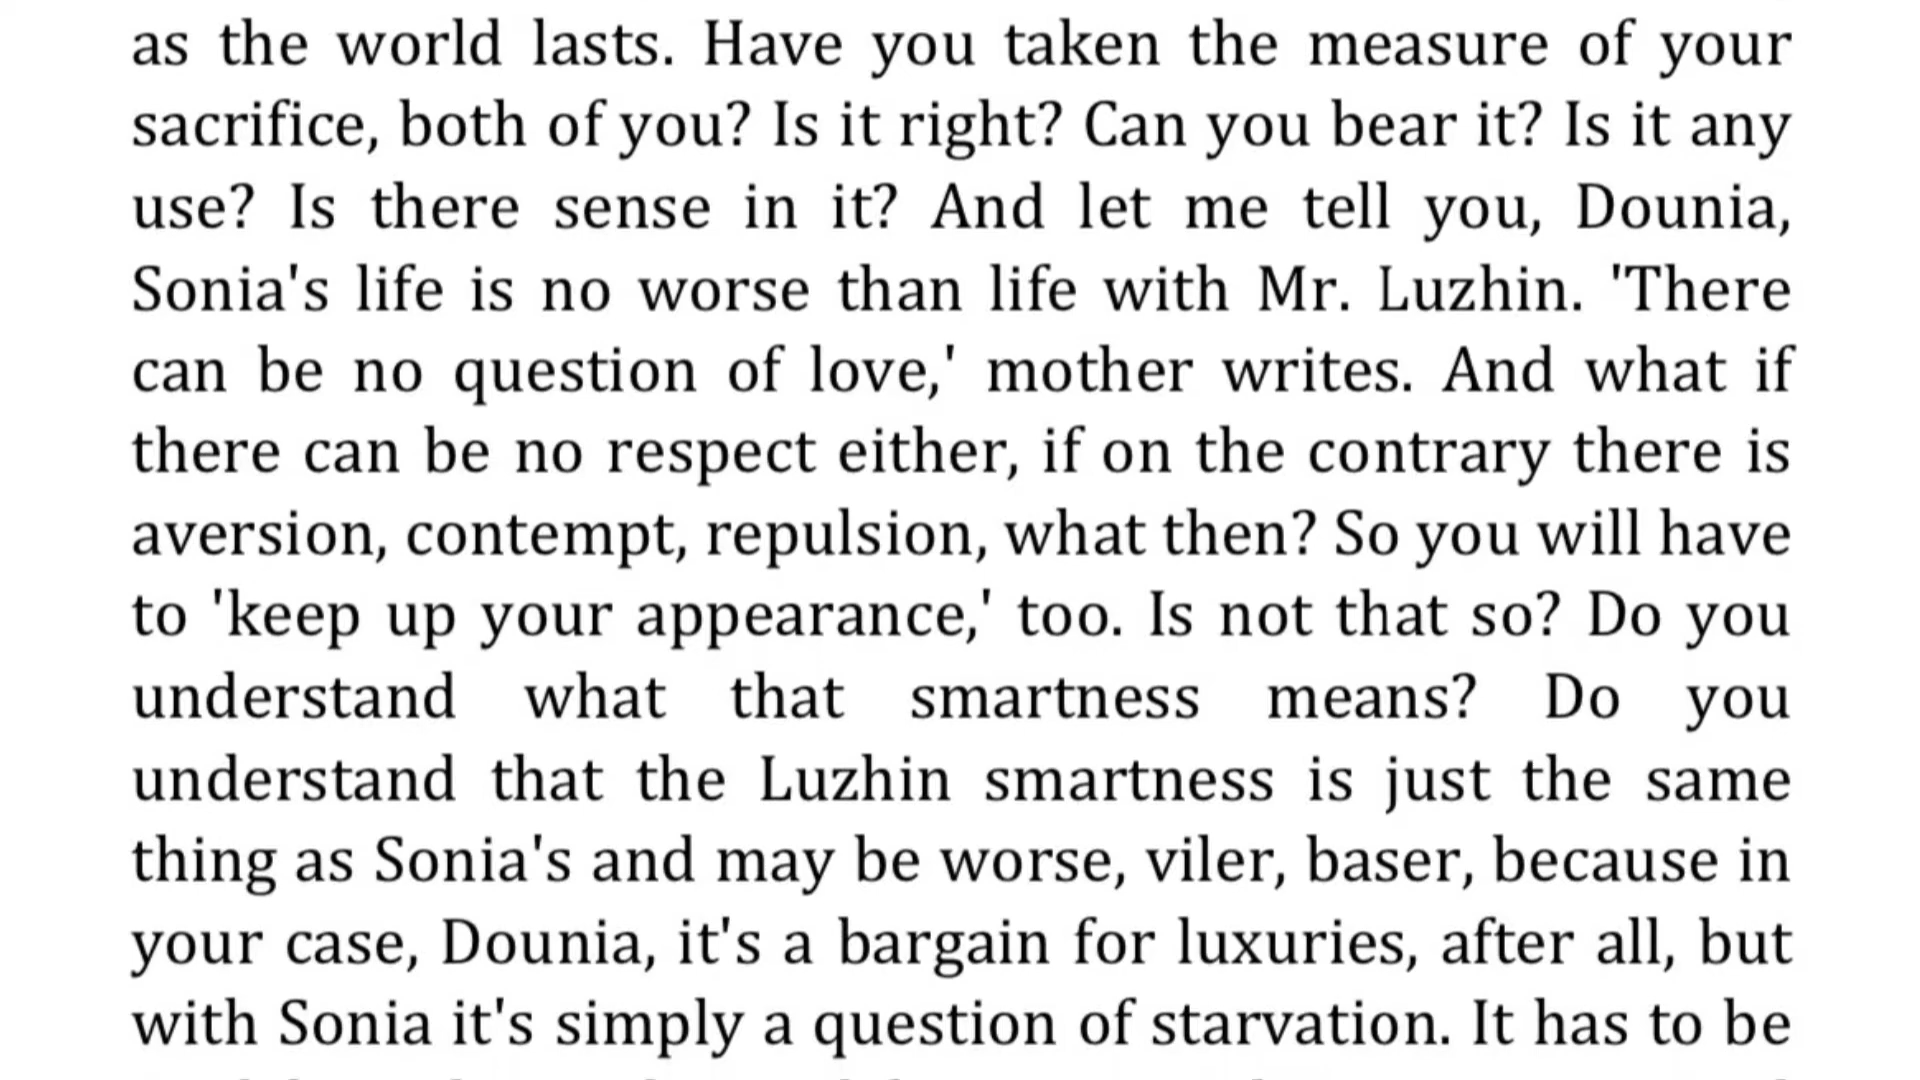 as the world lasts. Have you taken the measure of your
sacrifice, both of you? Is it right? Can you bear it? Is it any
use? Is there sense in it? And let me tell you, Dounia,
Sonia's life is no worse than life with Mr. Luzhin. 'There
can be no question of love,' mother writes. And what if
there can be no respect either, if on the contrary there is
aversion, contempt, repulsion, what then? So you will have
to 'keep up your appearance,' too. Is not that so? Do you
understand what that smartness means? Do you
understand that the Luzhin smartness is just the same
thing as Sonia's and may be worse, viler, baser, because in
your case, Dounia, it's a bargain for luxuries, after all, but
with Sonia it's simply a question of starvation. It has to be